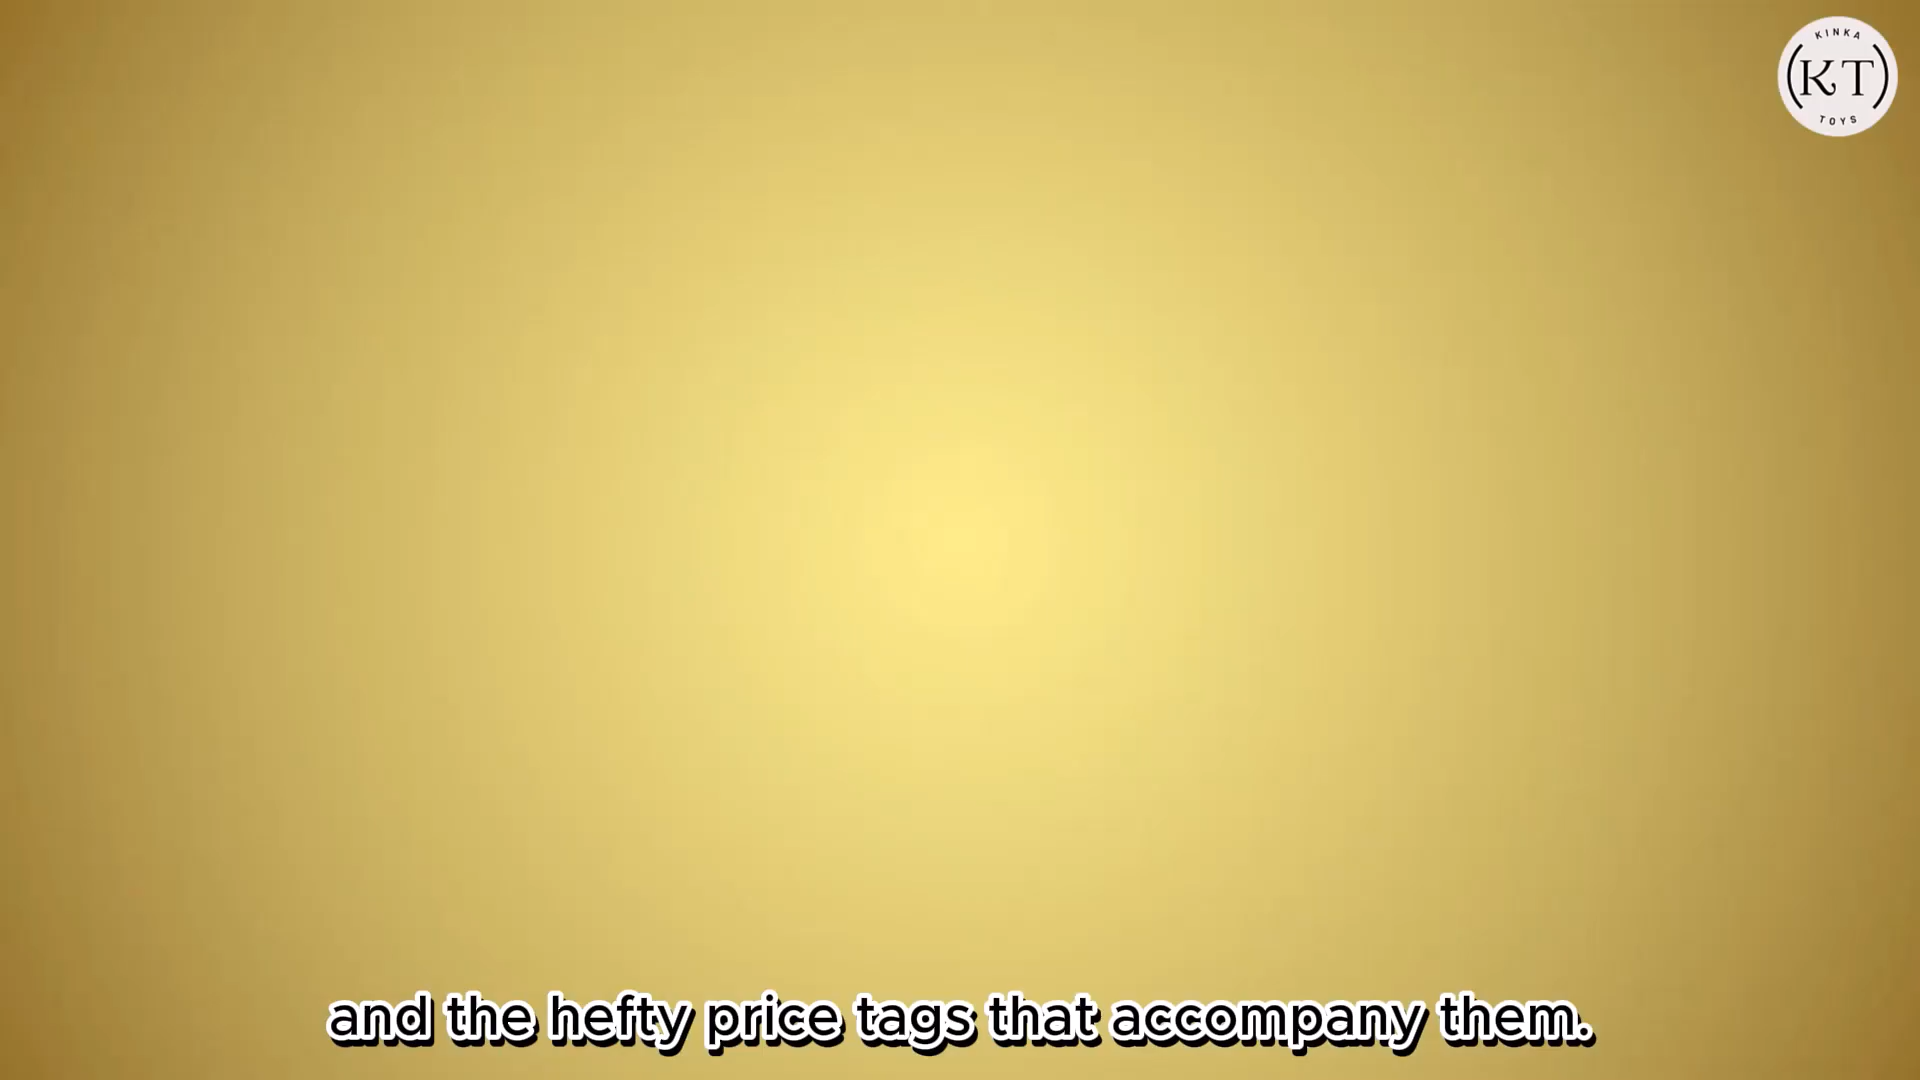 KINKA
(KT)
TOYS
and the hefty price tags that accompany them.